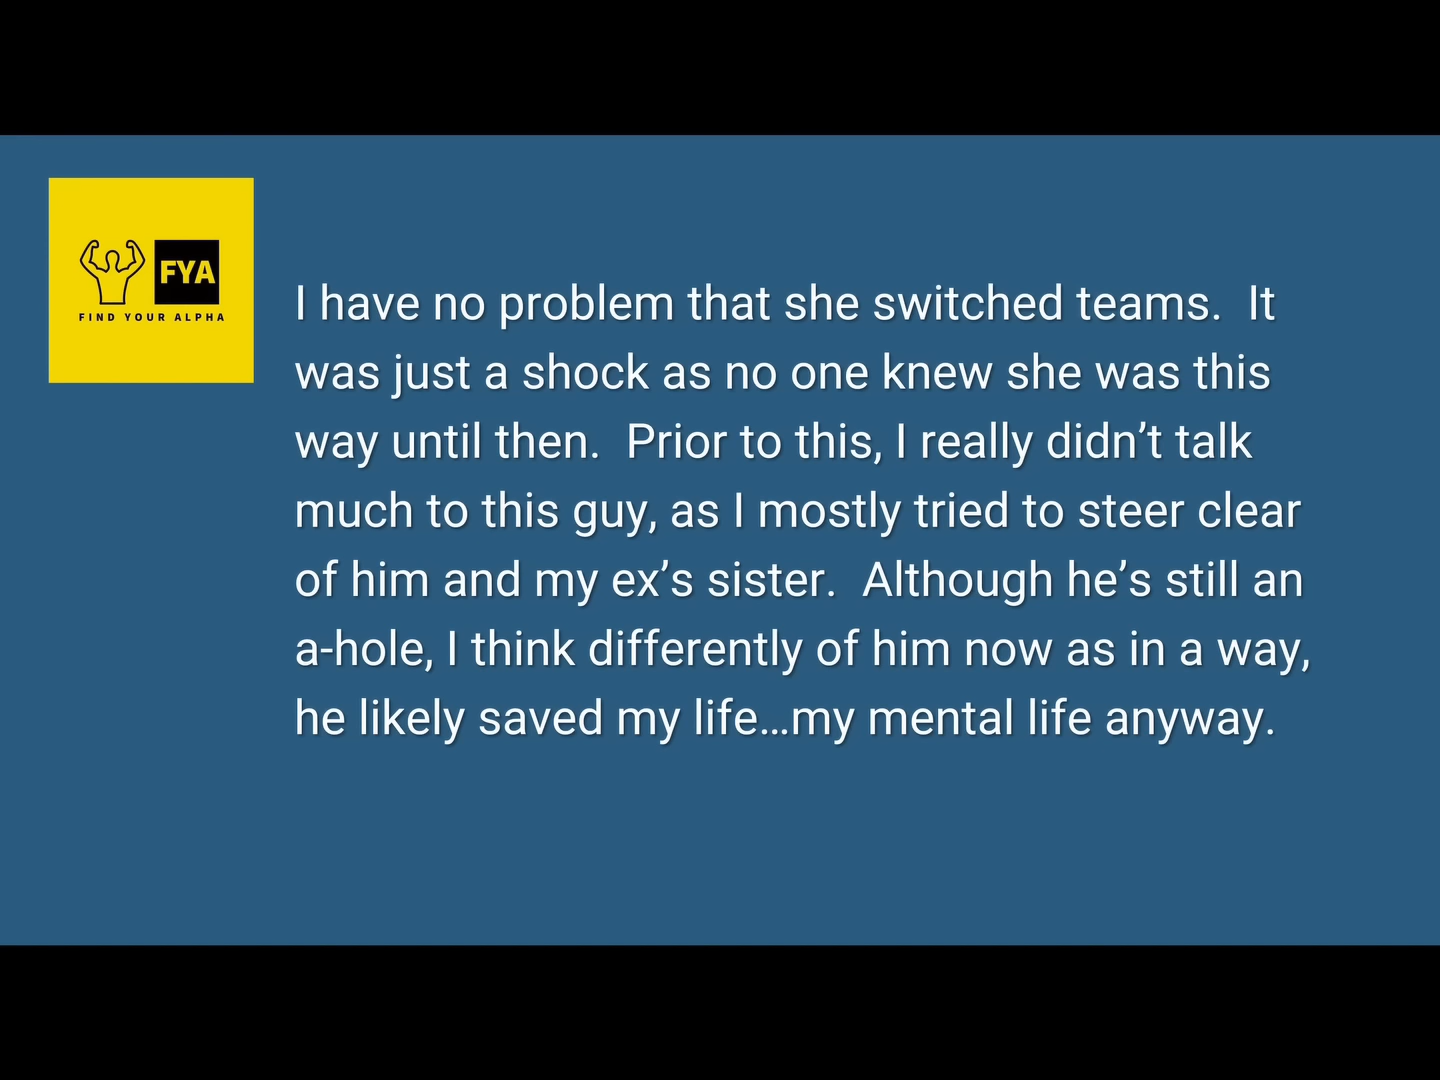 FYA
FIND YOUR ALPHA
I have no problem that she switched teams.  It
was just a shock as no one knew she was this
way until then.  Prior to this, I really didn’t talk
much to this guy, as I mostly tried to steer clear
of him and my ex’s sister.  Although he’s still an
a-hole, I think differently of him now as in a way,
he likely saved my life…my mental life anyway.